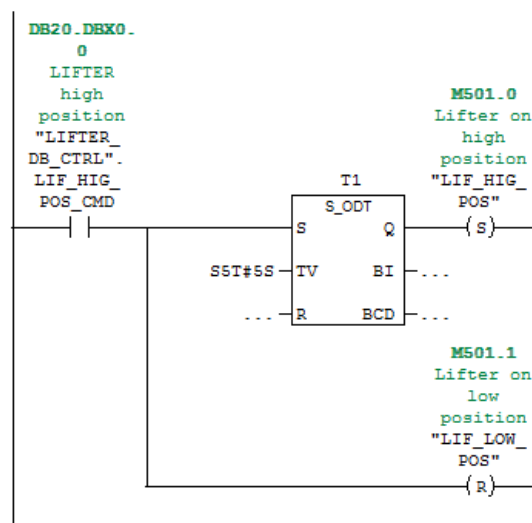 DB20.DBX0.
0
LIFTER
high
position
"LIFTER_
DB_CTRL".
LIF_HIG_
POS_CMD
M501.0
Lifter on
high
position
"LIF_HIG_
POS"
T1
S_ODT
S Q
(S)
S5T#5S TV BI ...
... R BCD ...
M501.1
Lifter on
low
position
"LIF_LOW_
POS"
(R)